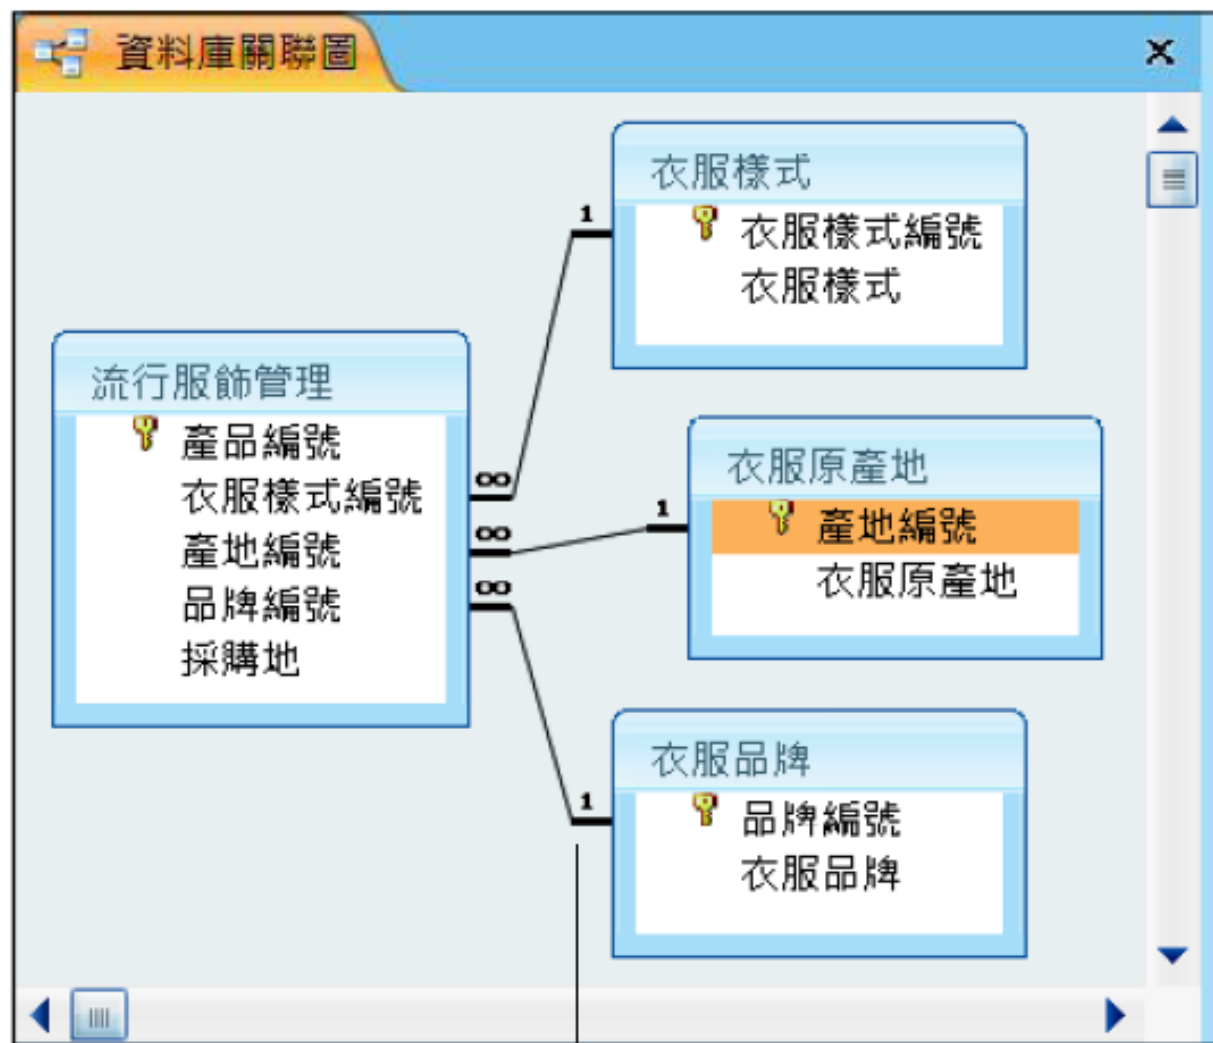 資料庫關聯圖
衣服樣式
1
衣服樣式編號
衣服樣式
流行服飾管理
產品編號
衣服樣式編號
∞
產地編號
∞
品牌編號
∞
採購地
衣服原產地
1
產地編號
衣服原產地
衣服品牌
1
品牌編號
衣服品牌